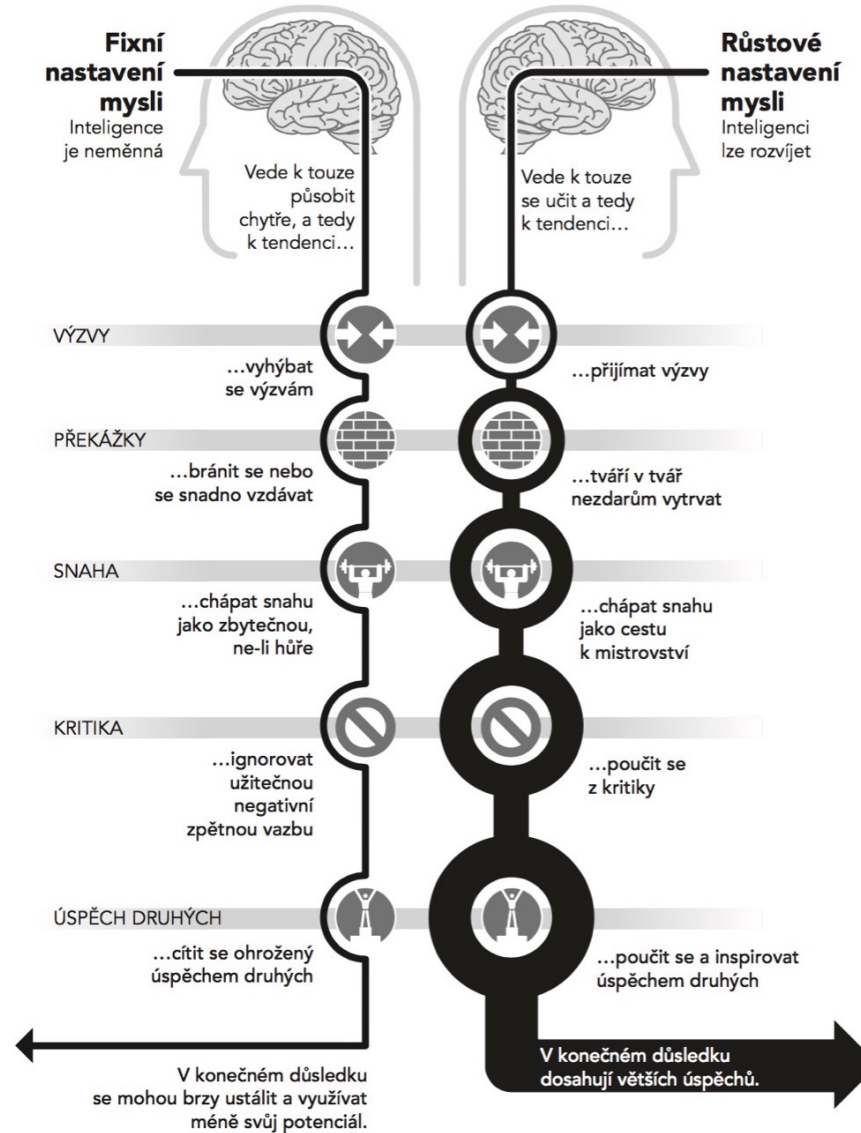 Fixní
nastavení
mysli
Inteligence
je neměnná
Růstové
nastavení
mysli
Inteligenci
lze rozvíjet
Vede k touze
působit
chytře, a tedy
k tendenci…
Vede k touze
se učit a tedy
k tendenci…
VÝZVY
…vyhýbat
se výzvám
…přijímat výzvy
PŘEKÁŽKY
…bránit se nebo
se snadno vzdávat
…tváří v tvář
nezdarům vytrvat
SNAHA
…chápat snahu
jako zbytečnou,
ne-li hůře
…chápat snahu
jako cestu
k mistrovství
KRITIKA
…ignorovat
užitečnou
negativní
zpětnou vazbu
…poučit se
z kritiky
ÚSPĚCH DRUHÝCH
…cítit se ohrožený
úspěchem druhých
…poučit se a inspirovat
úspěchem druhých
V konečném důsledku
se mohou brzy ustálit a využívat
méně svůj potenciál.
V konečném důsledku
dosahují větších úspěchů.